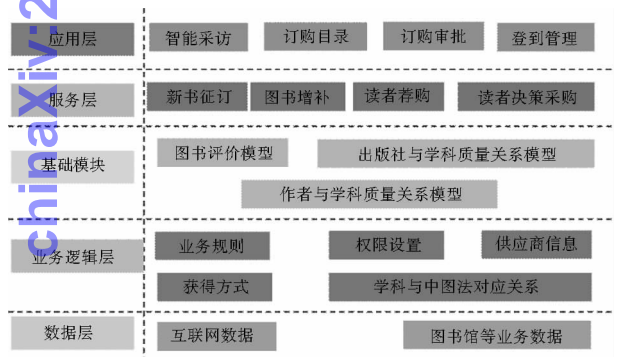 应用层 智能采访 订购目录 订购审批 登到管理
服务层 新书征订 图书增补 读者荐购 读者决策采购
图书评价模型 出版社与学科质量关系模型
基础模块
作者与学科质量关系模型
业务规则 权限设置 供应商信息
业务逻辑层
获得方式 学科与中图法对应关系
数据层 互联网数据 图书馆等业务数据
chinaXiv:2